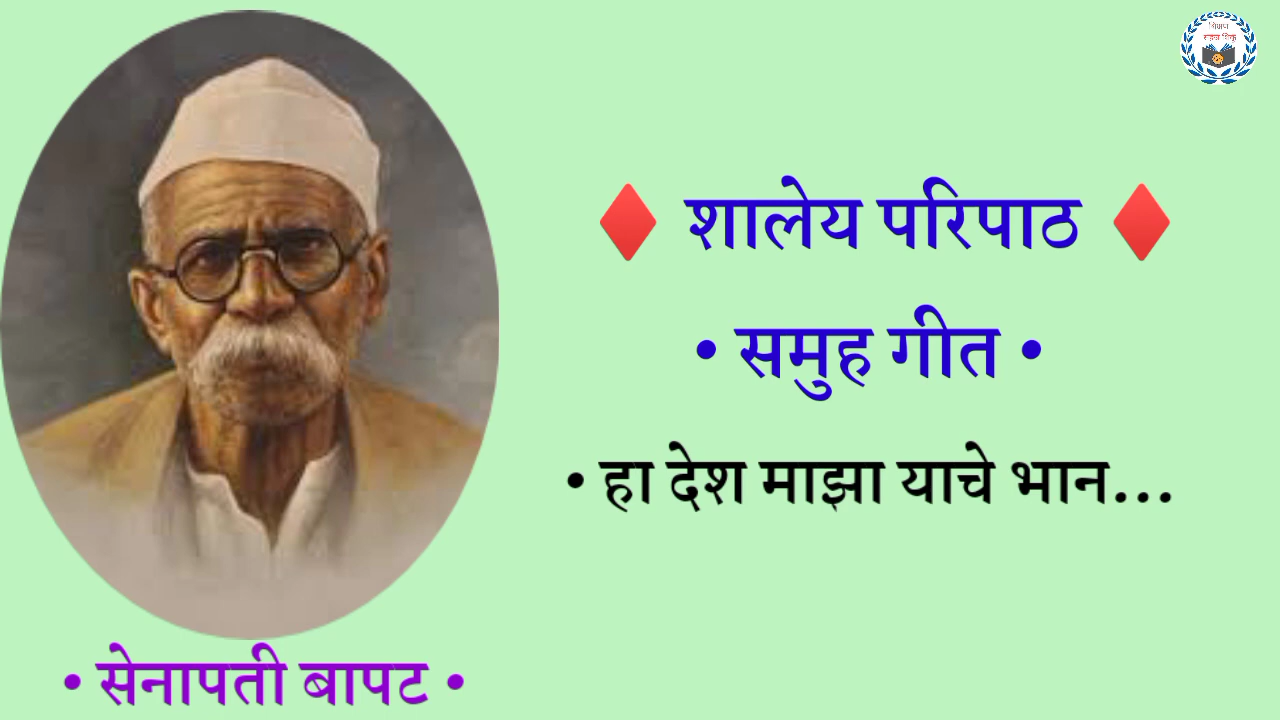 ♦ शालेय परिपाठ ♦
• समुह गीत •
• हा देश माझा याचे भान...
• सेनापती बापट •